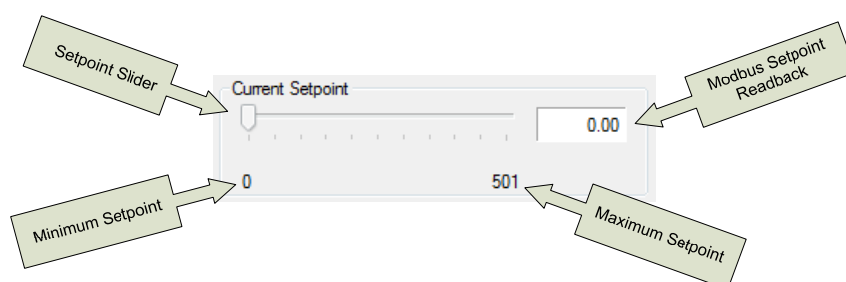 Setpoint Slider
Modbus Setpoint
Readback
Current Setpoint
0.00
0
501
Minimum Setpoint
Maximum Setpoint